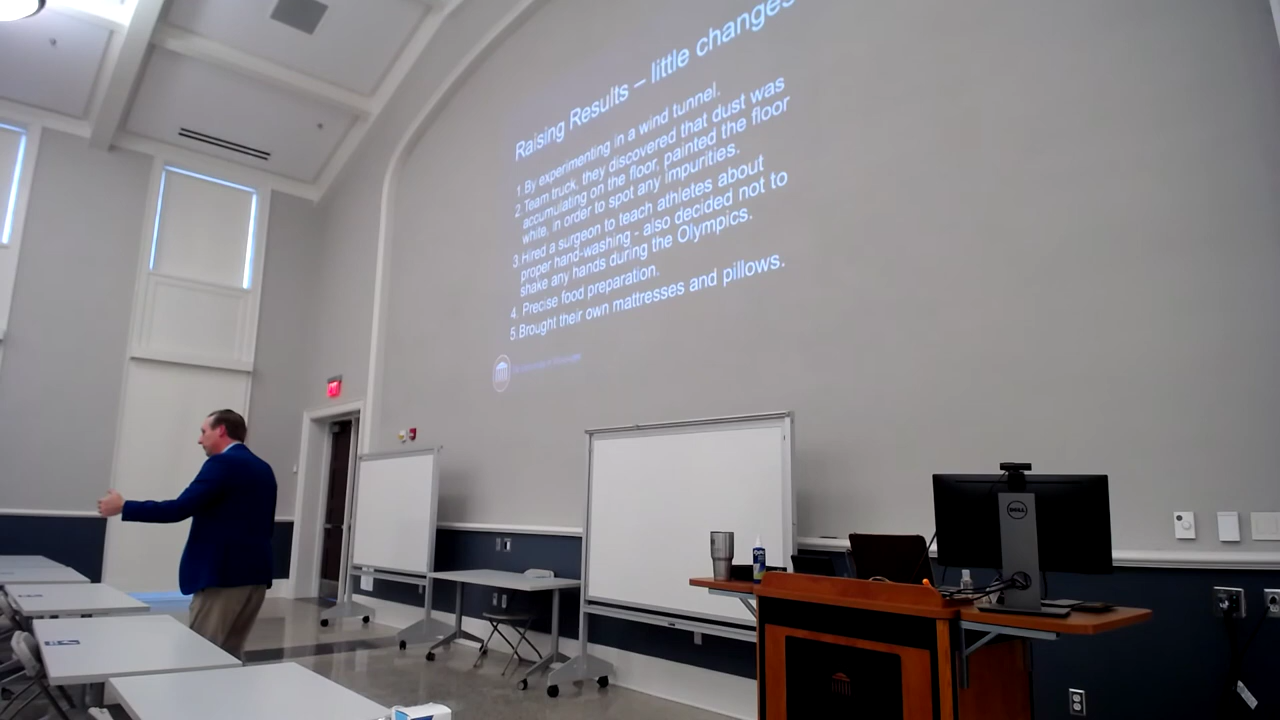 Raising Results – little changes
1. By experimenting in a wind tunnel.
2. Team truck, they discovered that dust was
accumulating on the floor, painted the floor
white, in order to spot any impurities.
3. Hired a surgeon to teach athletes about
proper hand-washing - also decided not to
shake any hands during the Olympics.
4. Precise food preparation.
5. Brought their own mattresses and pillows.
DELL